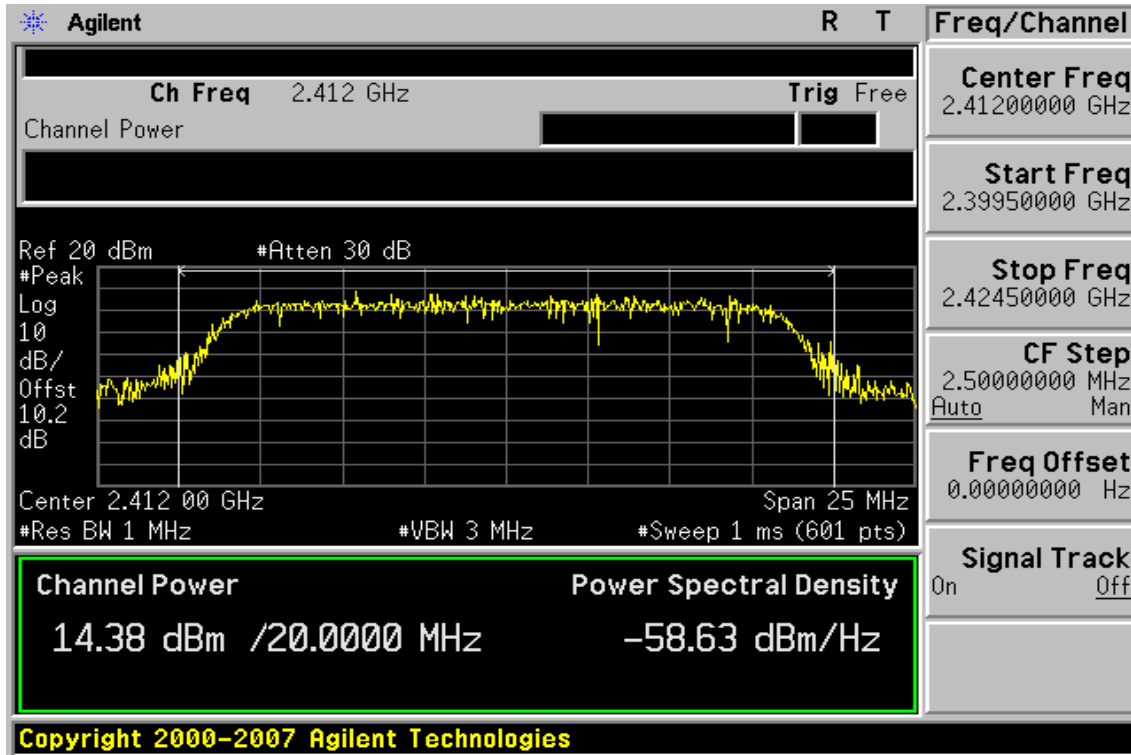 Agilent R T
Ch Freq 2.412 GHz Trig Free
Channel Power
Ref 20 dBm #Atten 30 dB
#Peak
Log
10
dB/
Offst
10.2
dB
Center 2.412 00 GHz Span 25 MHz
#Res BW 1 MHz #VBW 3 MHz #Sweep 1 ms (601 pts)
Channel Power Power Spectral Density
14.38 dBm /20.0000 MHz -58.63 dBm/Hz
Copyright 2000-2007 Agilent Technologies
Freq/Channel
Center Freq
2.41200000 GHz
Start Freq
2.39950000 GHz
Stop Freq
2.42450000 GHz
CF Step
2.50000000 MHz
Auto Man
Freq Offset
0.00000000 Hz
Signal Track
On Off